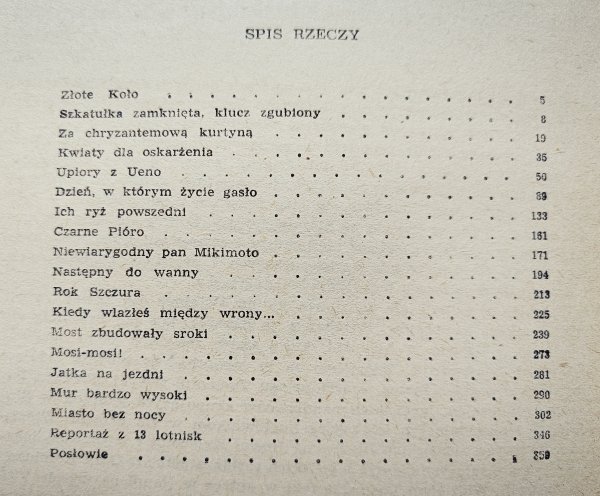 SPIS RZECZY
Złote Koło . . . . . . . . . . . . . . . 5
Szkatułka zamknięta, klucz zgubiony . . . . . . . 8
Za chryzantemową kurtyną . . . . . . . . . . 19
Kwiaty dla oskarżenia . . . . . . . . . . . 35
Upiory z Ueno . . . . . . . . . . . . . 50
Dzień, w którym życie gasło . . . . . . . . . . 89
Ich ryż powszedni . . . . . . . . . . . . 133
Czarne Pióro . . . . . . . . . . . . . . 161
Niewiarygodny pan Mikimoto . . . . . . . . . . 171
Następny do wanny . . . . . . . . . . . . 194
Rok Szczura . . . . . . . . . . . . . . 213
Kiedy wlazłeś między wrony... . . . . . . . . . 225
Most zbudowały sroki . . . . . . . . . . . . 239
Mosi-mosi! . . . . . . . . . . . . . . . 273
Jatka na jezdni . . . . . . . . . . . . . 281
Mur bardzo wysoki . . . . . . . . . . . . 290
Miasto bez nocy . . . . . . . . . . . . . 302
Reportaż z 13 lotnisk . . . . . . . . . . . 346
Posłowie . . . . . . . . . . . . . . . 359